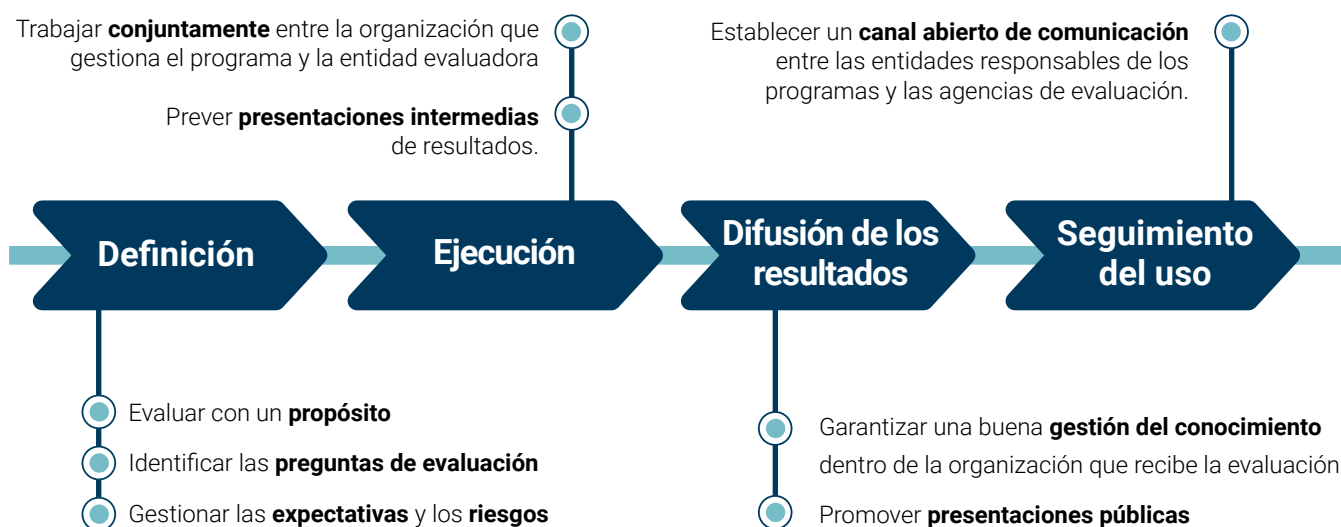 Trabajar conjuntamente entre la organización que
gestiona el programa y la entidad evaluadora
Prever presentaciones intermedias
de resultados.
Establecer un canal abierto de comunicación
entre las entidades responsables de los
programas y las agencias de evaluación.
Definición
Ejecución
Difusión de los
resultados
Seguimiento
del uso
Evaluar con un propósito
Identificar las preguntas de evaluación
Gestionar las expectativas y los riesgos
Garantizar una buena gestión del conocimiento
dentro de la organización que recibe la evaluación
Promover presentaciones públicas